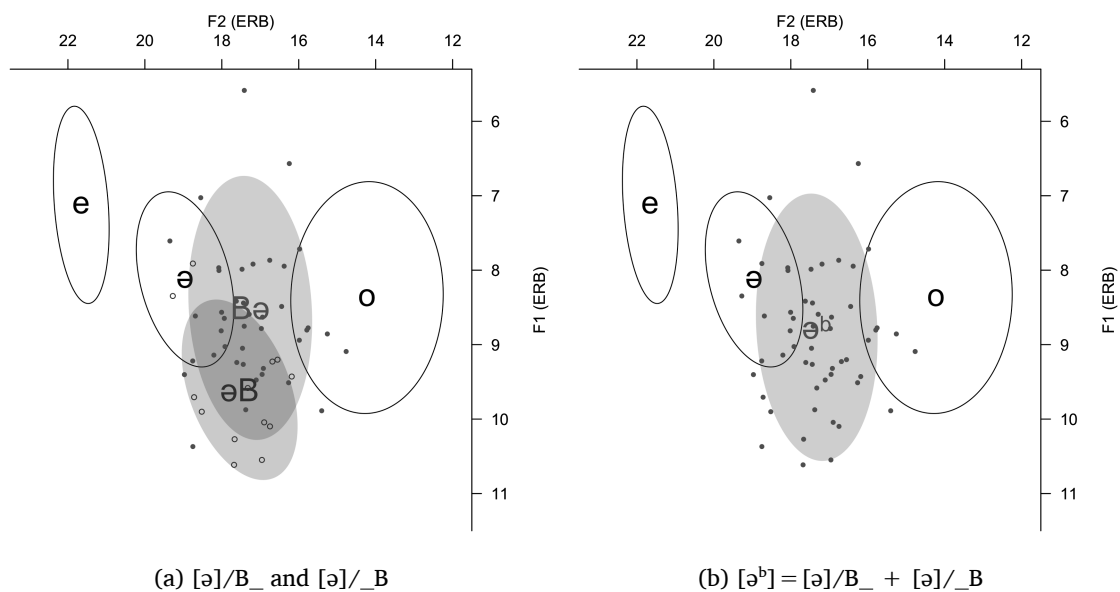 F2 (ERB)
22 20 18 16 14 12
6
7
8
9
10
11
F1 (ERB)
e
ə
o
Bə
əB
(a) [ə]/B_ and [ə]/_B
F2 (ERB)
22 20 18 16 14 12
6
7
8
9
10
11
F1 (ERB)
e
ə
o
əᵇ
(b) [əᵇ] = [ə]/B_ + [ə]/_B